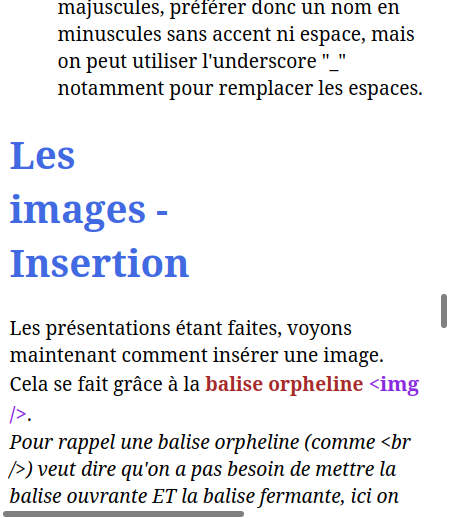 majuscules, préférer donc un nom en
minuscules sans accent ni espace, mais
on peut utiliser l'underscore "_"
notamment pour remplacer les espaces.
Les
images -
Insertion
Les présentations étant faites, voyons
maintenant comment insérer une image.
Cela se fait grâce à la balise orpheline <img
/>.
Pour rappel une balise orpheline (comme <br
/>) veut dire qu'on a pas besoin de mettre la
balise ouvrante ET la balise fermante, ici on